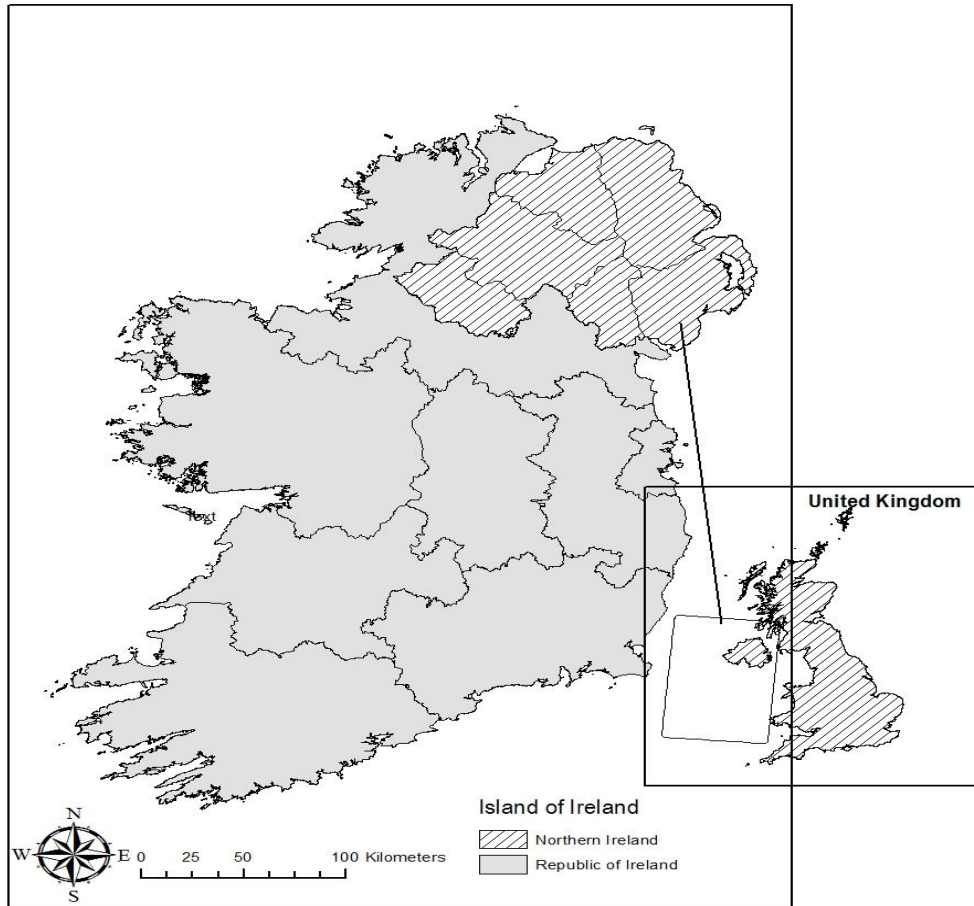 Text
United Kingdom
Island of Ireland
Northern Ireland
Republic of Ireland
N
W E
S
0 25 50 100 Kilometers